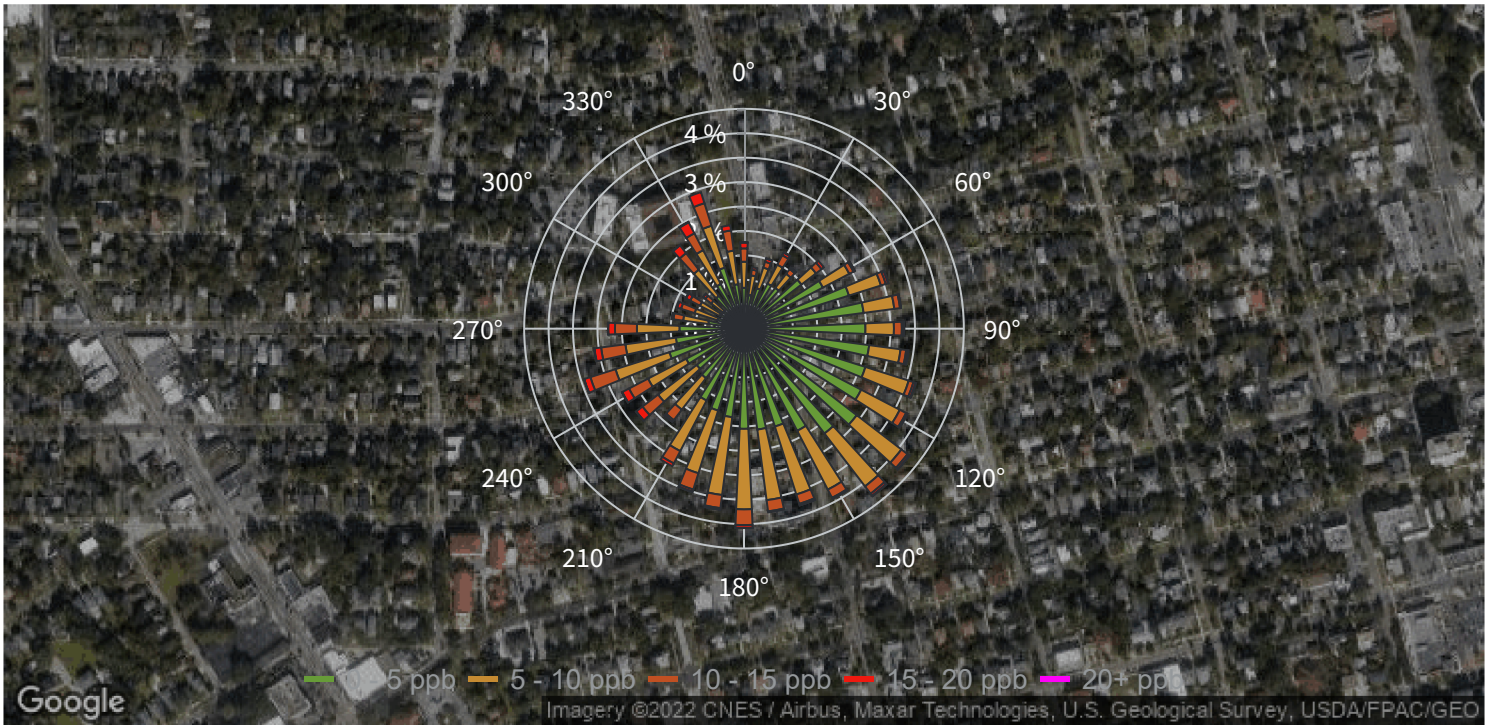 0°
330°
30°
4 %
3 %
300°
60°
1
270°
90°
240°
120°
210°
150°
180°
5 ppb
5 - 10 ppb
10 - 15 ppb
15 - 20 ppb
20+ pp
Google
Imagery ©2022 CNES / Airbus, Maxar Technologies, U.S. Geological Survey, USDA/FPAC/GEO